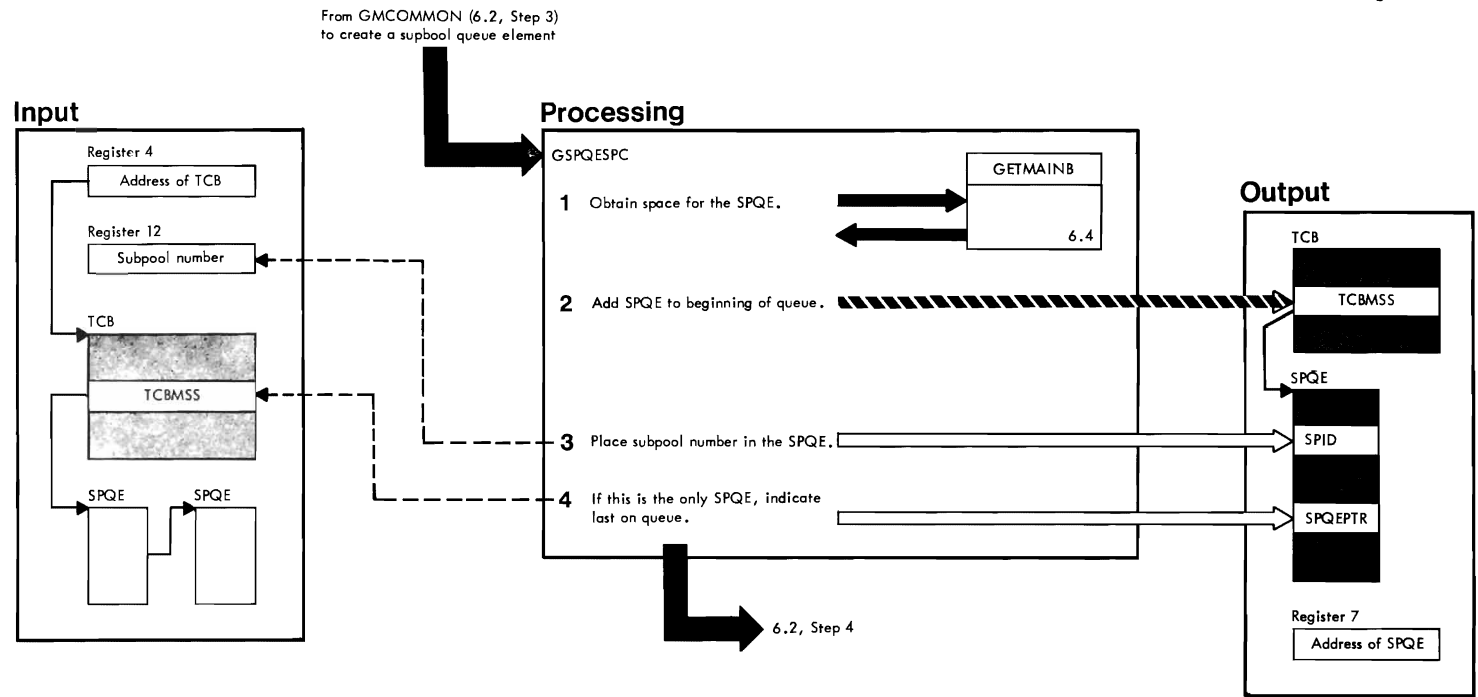 From GMCOMMON (6.2, Step 3)
to create a supbool queue element
Input
Register 4
Address of TCB
Register 12
Subpool number
TCB
TCBMSS
SPQE
SPQE
Processing
GSPQESPC
1 Obtain space for the SPQE.
GETMAINB
6.4
2 Add SPQE to beginning of queue.
3 Place subpool number in the SPQE.
4 If this is the only SPQE, indicate
last on queue.
6.2, Step 4
Output
TCB
TCBMSS
SPQE
SPID
SPQEPTR
Register 7
Address of SPQE